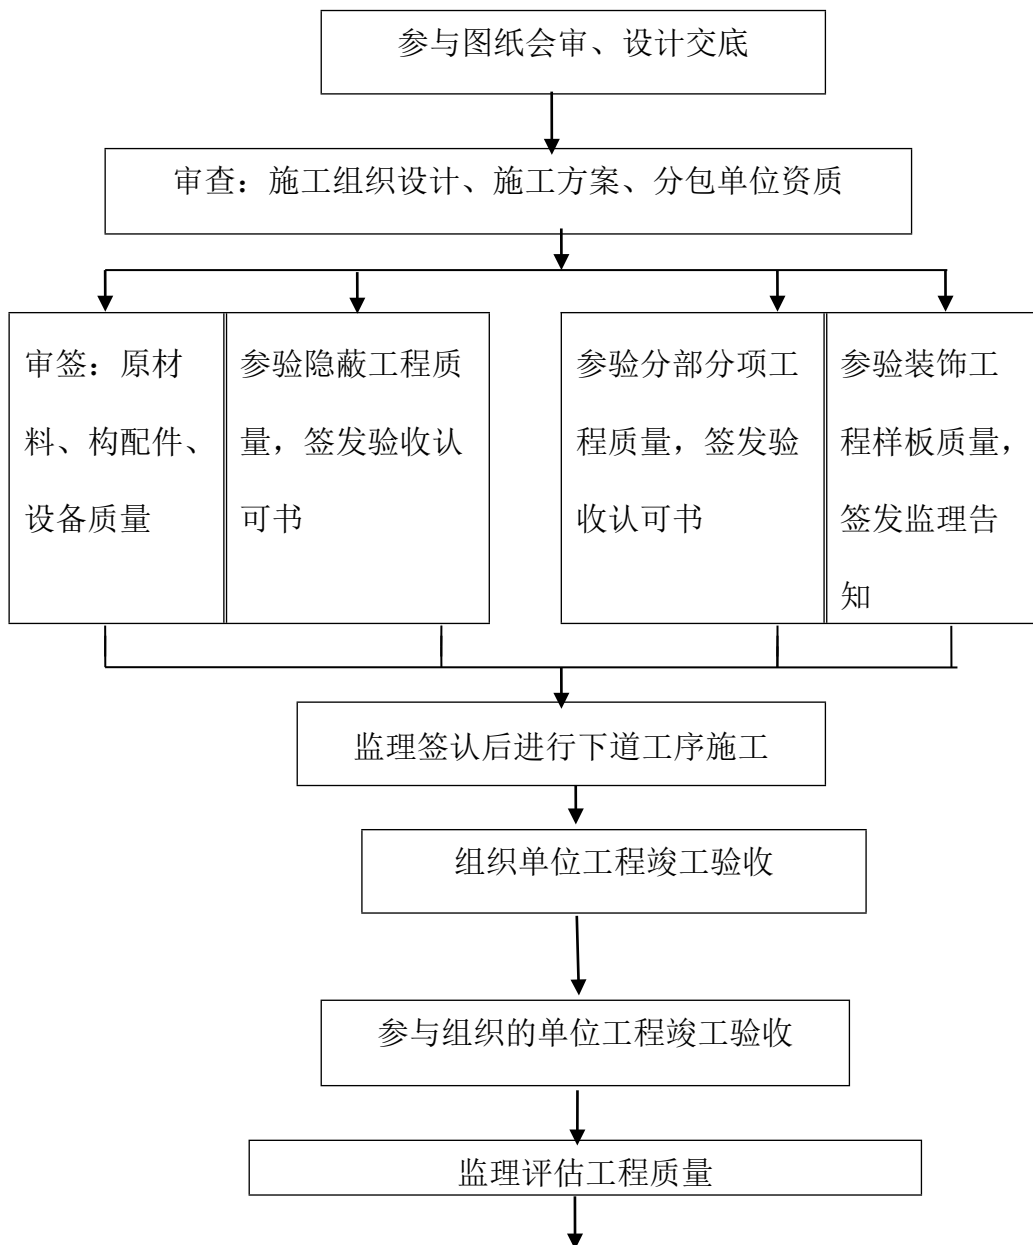 参与图纸会审、设计交底
审查：施工组织设计、施工方案、分包单位资质
审签：原材
料、构配件、
设备质量
参验隐蔽工程质
量，签发验收认
可书
参验分部分项工
程质量，签发验
收认可书
参验装饰工
程样板质量，
签发监理告
知
监理签认后进行下道工序施工
组织单位工程竣工验收
参与组织的单位工程竣工验收
监理评估工程质量